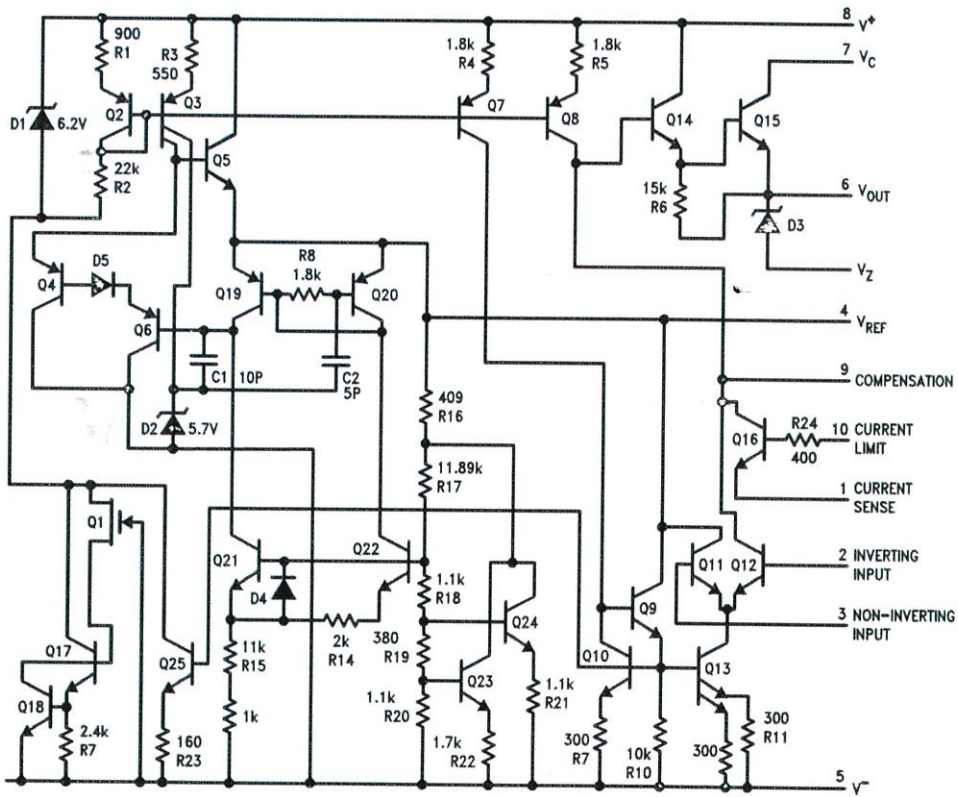 8 V+
900
R1
R3
550
1.8k
R4
1.8k
R5
7 VC
Q2
Q3
Q7
Q8
Q14
Q15
D1
6.2V
Q5
22k
R2
15k
R6
6 VOUT
D3
D5
R8
1.8k
Q4
Q19
Q20
VZ
Q6
4 VREF
C1 10P
C2
5P
9 COMPENSATION
409
R16
D2
5.7V
Q16
R24
400
10 CURRENT
LIMIT
11.89k
R17
1 CURRENT
SENSE
Q1
Q21
Q22
Q11
Q12
2 INVERTING
INPUT
D4
1.1k
R18
Q24
Q9
3 NON-INVERTING
INPUT
Q17
Q25
11k
R15
2k
R14
380
R19
Q10
Q13
Q18
Q23
1.1k
R20
1.1k
R21
2.4k
R7
160
R23
1k
1.7k
R22
300
R7
10k
R10
300
300
R11
5 V-